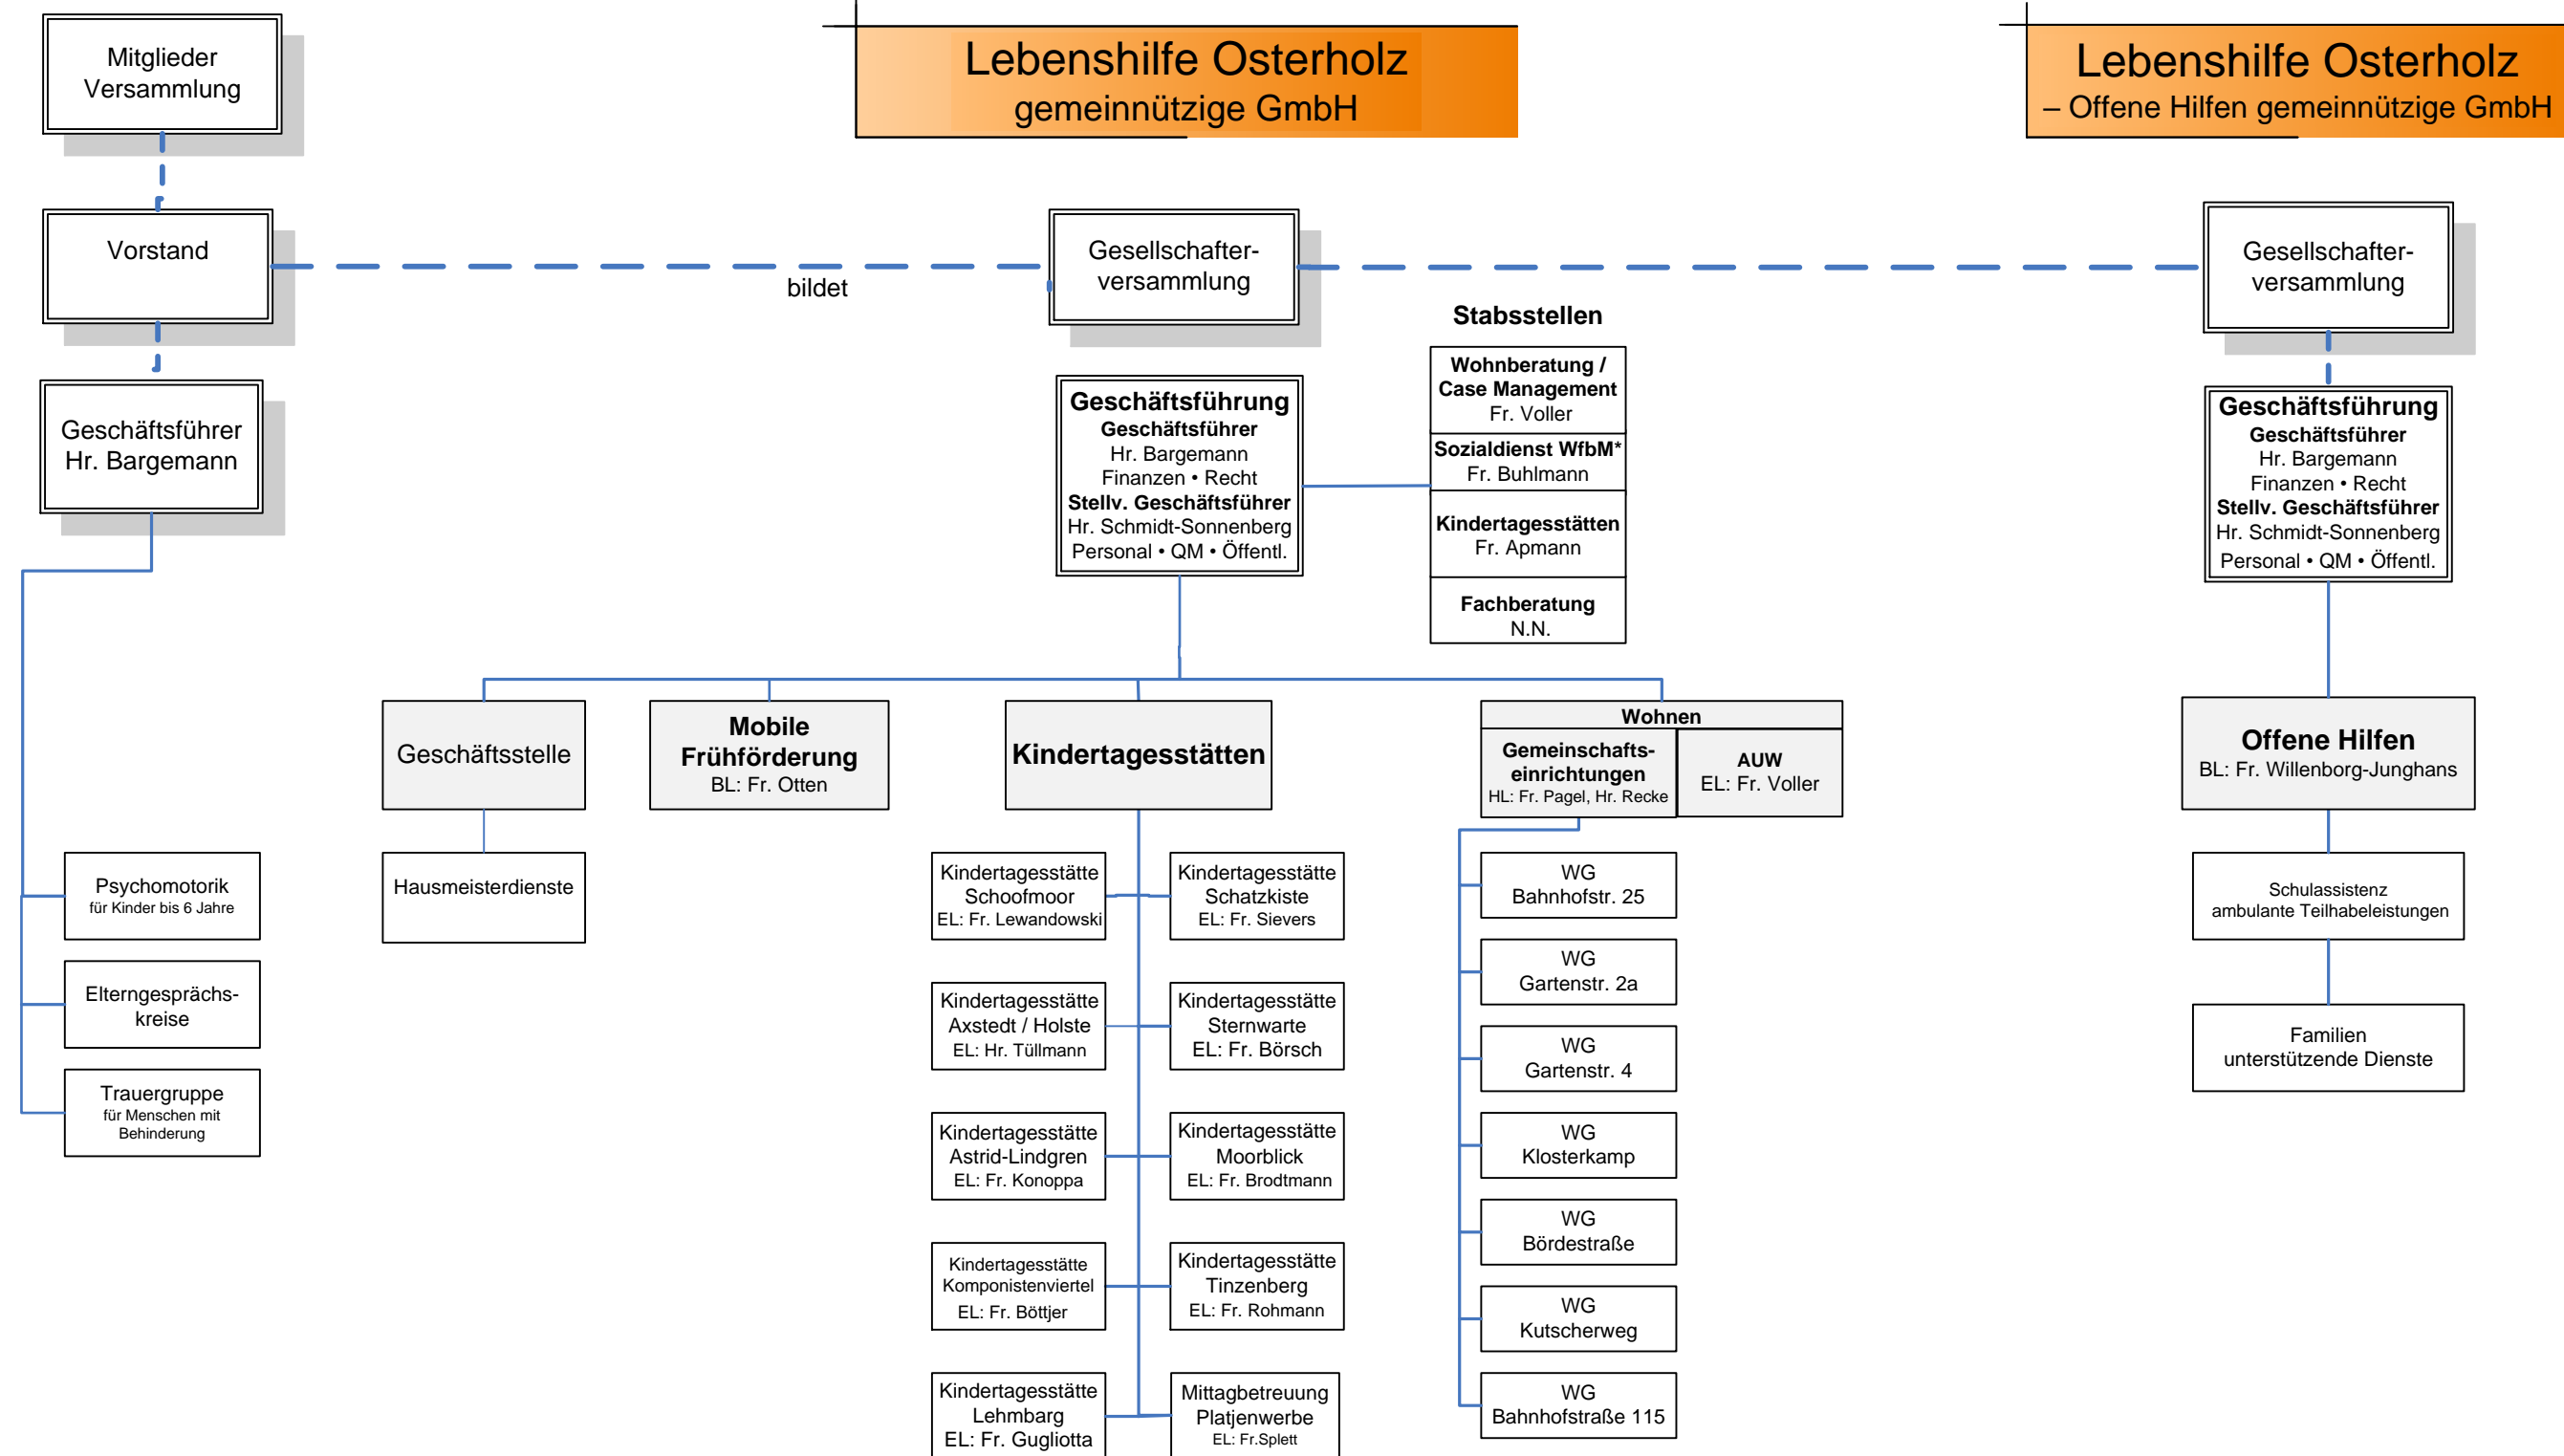 Mitglieder
Versammlung
Lebenshilfe Osterholz
gemeinnützige GmbH
Lebenshilfe Osterholz
– Offene Hilfen gemeinnützige GmbH
Vorstand
bildet
Gesellschafter-
versammlung
Gesellschafter-
versammlung
Geschäftsführer
Hr. Bargemann
Geschäftsführung
Geschäftsführer
Hr. Bargemann
Finanzen • Recht
Stellv. Geschäftsführer
Hr. Schmidt-Sonnenberg
Personal • QM • Öffentl.
Stabsstellen
Wohnberatung /
Case Management
Fr. Voller
Sozialdienst WfbM*
Fr. Buhlmann
Kindertagesstätten
Fr. Apmann
Fachberatung
N.N.
Geschäftsführung
Geschäftsführer
Hr. Bargemann
Finanzen • Recht
Stellv. Geschäftsführer
Hr. Schmidt-Sonnenberg
Personal • QM • Öffentl.
Geschäftsstelle
Mobile
Frühförderung
BL: Fr. Otten
Kindertagesstätten
Wohnen
Gemeinschafts-
einrichtungen
HL: Fr. Pagel, Hr. Recke
AUW
EL: Fr. Voller
Offene Hilfen
BL: Fr. Willenborg-Junghans
Psychomotorik
für Kinder bis 6 Jahre
Elterngesprächs-
kreise
Trauergruppe
für Menschen mit
Behinderung
Hausmeisterdienste
Kindertagesstätte
Schoofmoor
EL: Fr. Lewandowski
Kindertagesstätte
Schatzkiste
EL: Fr. Sievers
Kindertagesstätte
Axstedt / Holste
EL: Hr. Tüllmann
Kindertagesstätte
Sternwarte
EL: Fr. Börsch
Kindertagesstätte
Astrid-Lindgren
EL: Fr. Konoppa
Kindertagesstätte
Moorblick
EL: Fr. Brodtmann
Kindertagesstätte
Komponistenviertel
EL: Fr. Böttjer
Kindertagesstätte
Tinzenberg
EL: Fr. Rohmann
Kindertagesstätte
Lehmbarg
EL: Fr. Gugliotta
Mittagbetreuung
Platjenwerbe
EL: Fr.Splett
WG
Bahnhofstr. 25
WG
Gartenstr. 2a
WG
Gartenstr. 4
WG
Klosterkamp
WG
Bördestraße
WG
Kutscherweg
WG
Bahnhofstraße 115
Schulassistenz
ambulante Teilhabeleistungen
Familien
unterstützende Dienste